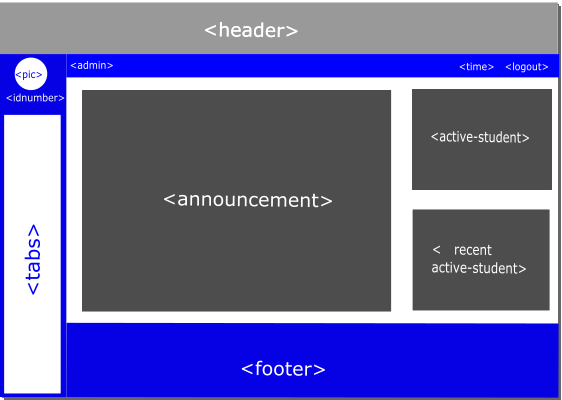 <header>
<pic>
<admin>
<time> <logout>
<idnumber>
<active-student>
<announcement>
<tabs>
< recent
active-student>
<footer>